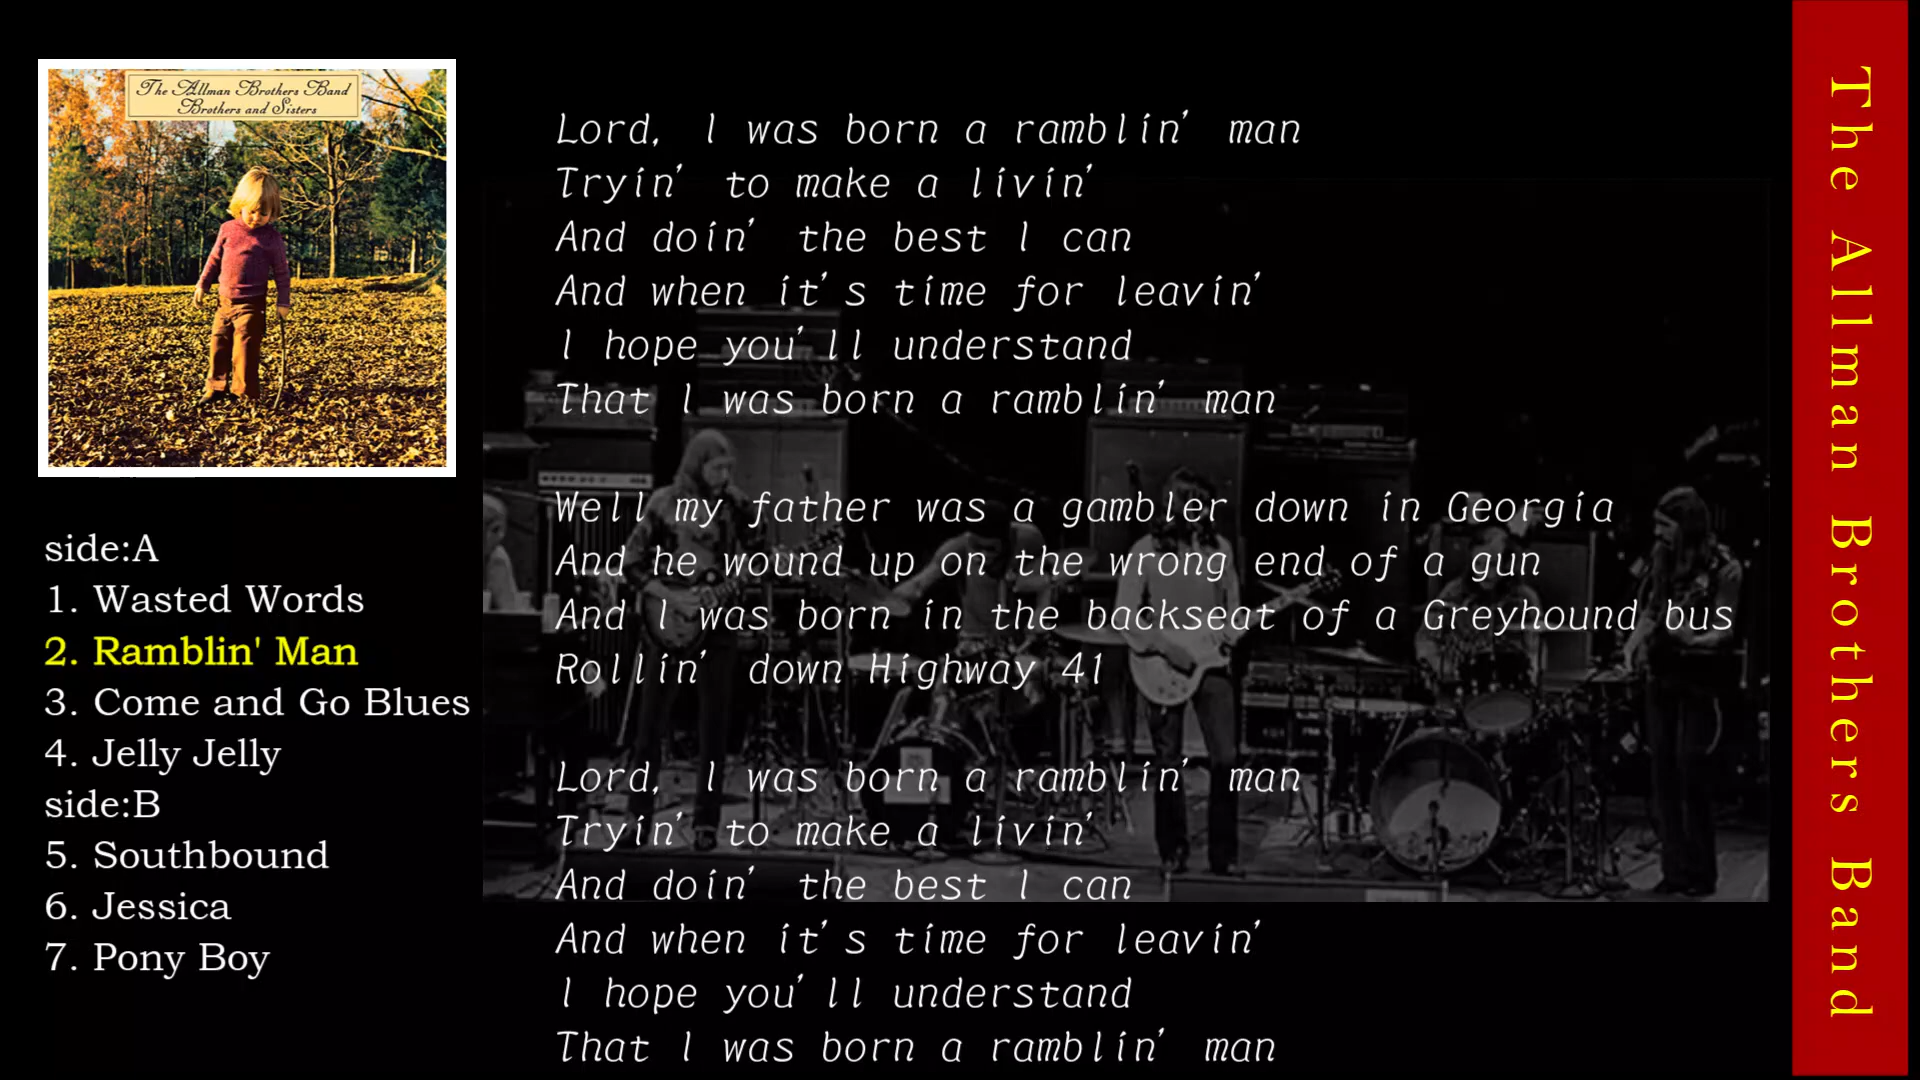 The Allman Brothers Band
Brothers and Sisters
side:A
1. Wasted Words
2. Ramblin' Man
3. Come and Go Blues
4. Jelly Jelly
side:B
5. Southbound
6. Jessica
7. Pony Boy
Lord, I was born a ramblin' man
Tryin' to make a livin'
And doin' the best I can
And when it's time for leavin'
I hope you'll understand
That I was born a ramblin' man
Well my father was a gambler down in Georgia
And he wound up on the wrong end of a gun
And I was born in the backseat of a Greyhound bus
Rollin' down Highway 41
Lord, I was born a ramblin' man
Tryin' to make a livin'
And doin' the best I can
And when it's time for leavin'
I hope you'll understand
That I was born a ramblin' man
The Allman Brothers Band